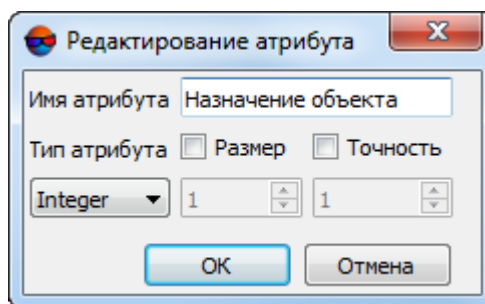 Редактирование атрибута
Имя атрибута Назначение объекта
Тип атрибута Размер Точность
Integer 1 1
OK Отмена